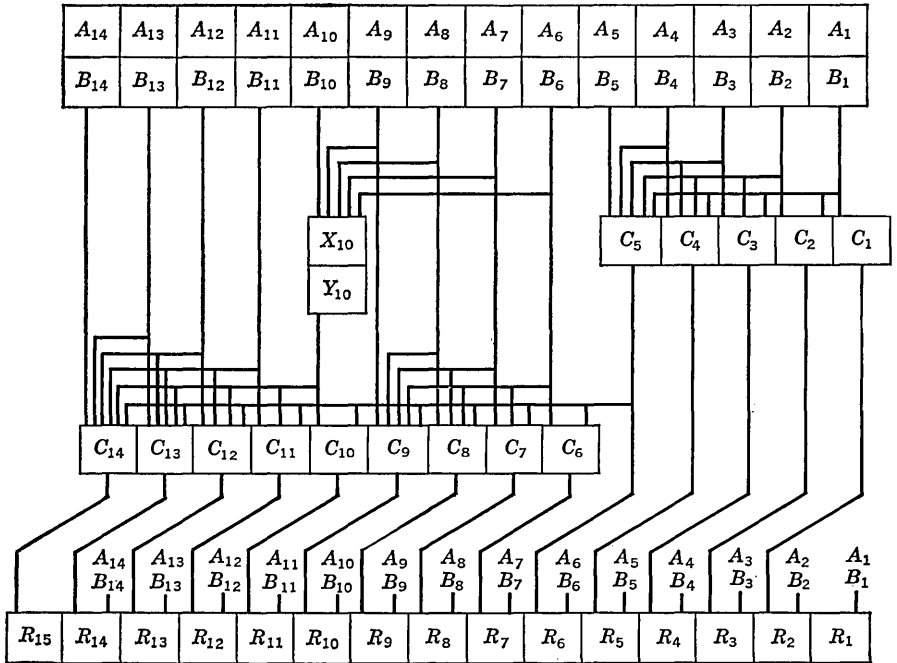 A14 A13 A12 A11 A10 A9 A8 A7 A6 A5 A4 A3 A2 A1
B14 B13 B12 B11 B10 B9 B8 B7 B6 B5 B4 B3 B2 B1
X10 C5 C4 C3 C2 C1
Y10
C14 C13 C12 C11 C10 C9 C8 C7 C6
A14 A13 A12 A11 A10 A9 A8 A7 A6 A5 A4 A3 A2 A1
B14 B13 B12 B11 B10 B9 B8 B7 B6 B5 B4 B3 B2 B1
R15 R14 R13 R12 R11 R10 R9 R8 R7 R6 R5 R4 R3 R2 R1